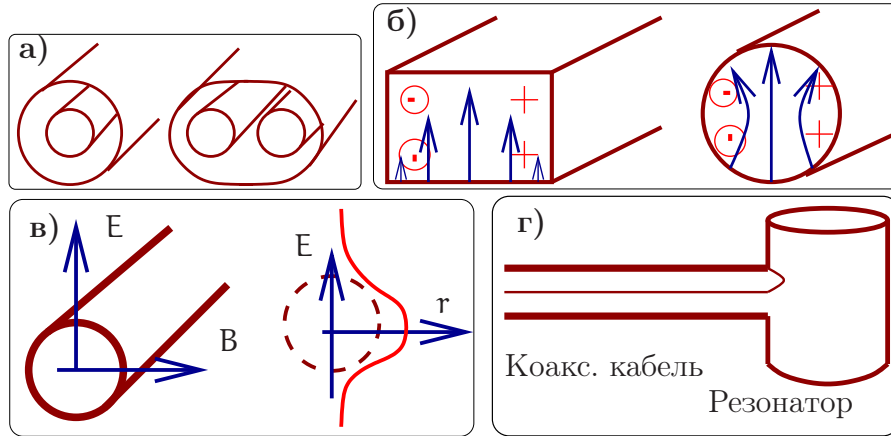 а)
б)
в)
E
B
E
r
г)
Коакс. кабель
Резонатор